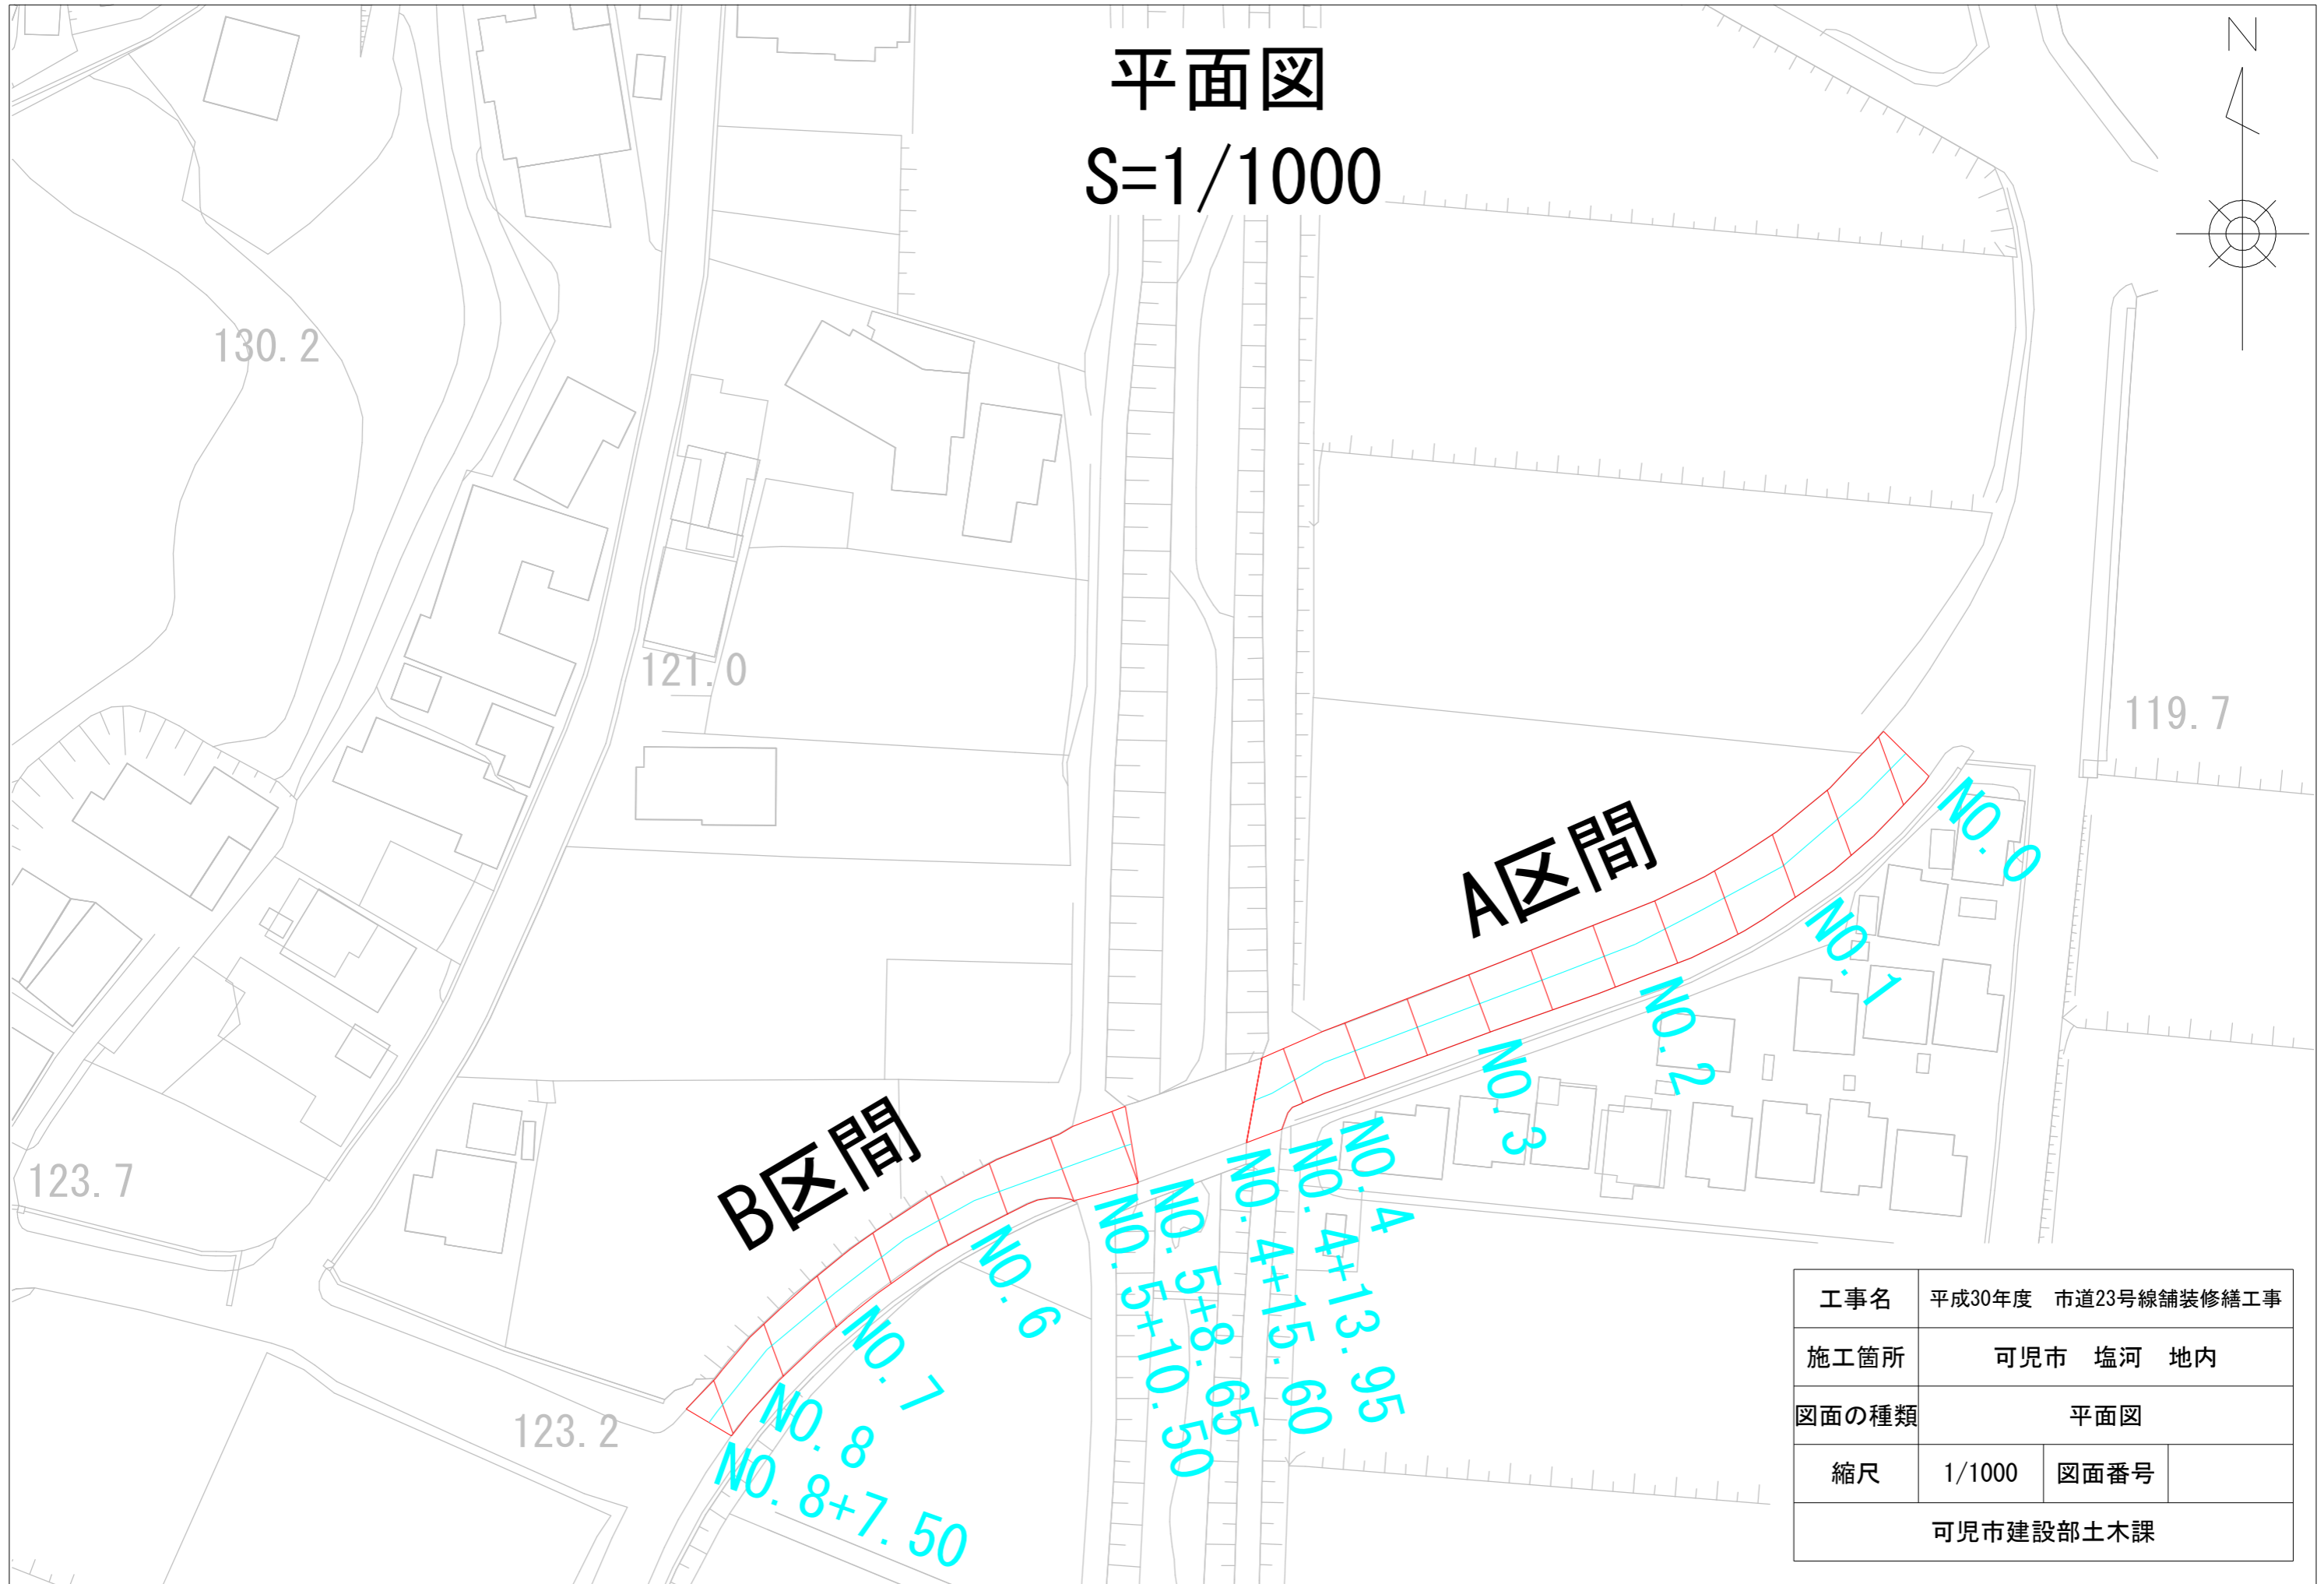 平面図
S=1/1000
N
130.2
121.0
119.7
A区間
NO.0
NO.1
NO.2
NO.3
NO.4
NO.4+13.95
NO.4+15.60
NO.5+8.65
NO.5+10.50
B区間
NO.6
NO.7
NO.8
NO.8+7.50
123.7
123.2
工事名 平成30年度 市道23号線舗装修繕工事
施工箇所 可児市 塩河 地内
図面の種類 平面図
縮尺 1/1000 図面番号
可児市建設部土木課